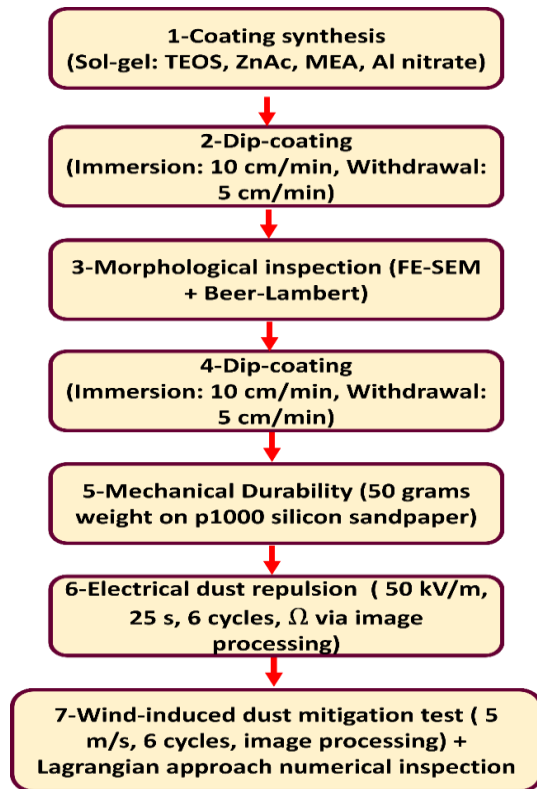 1-Coating synthesis
(Sol-gel: TEOS, ZnAc, MEA, Al nitrate)
2-Dip-coating
(Immersion: 10 cm/min, Withdrawal:
5 cm/min)
3-Morphological inspection (FE-SEM
+ Beer-Lambert)
4-Dip-coating
(Immersion: 10 cm/min, Withdrawal:
5 cm/min)
5-Mechanical Durability (50 grams
weight on p1000 silicon sandpaper)
6-Electrical dust repulsion ( 50 kV/m,
25 s, 6 cycles, Ω via image
processing)
7-Wind-induced dust mitigation test ( 5
m/s, 6 cycles, image processing) +
Lagrangian approach numerical inspection